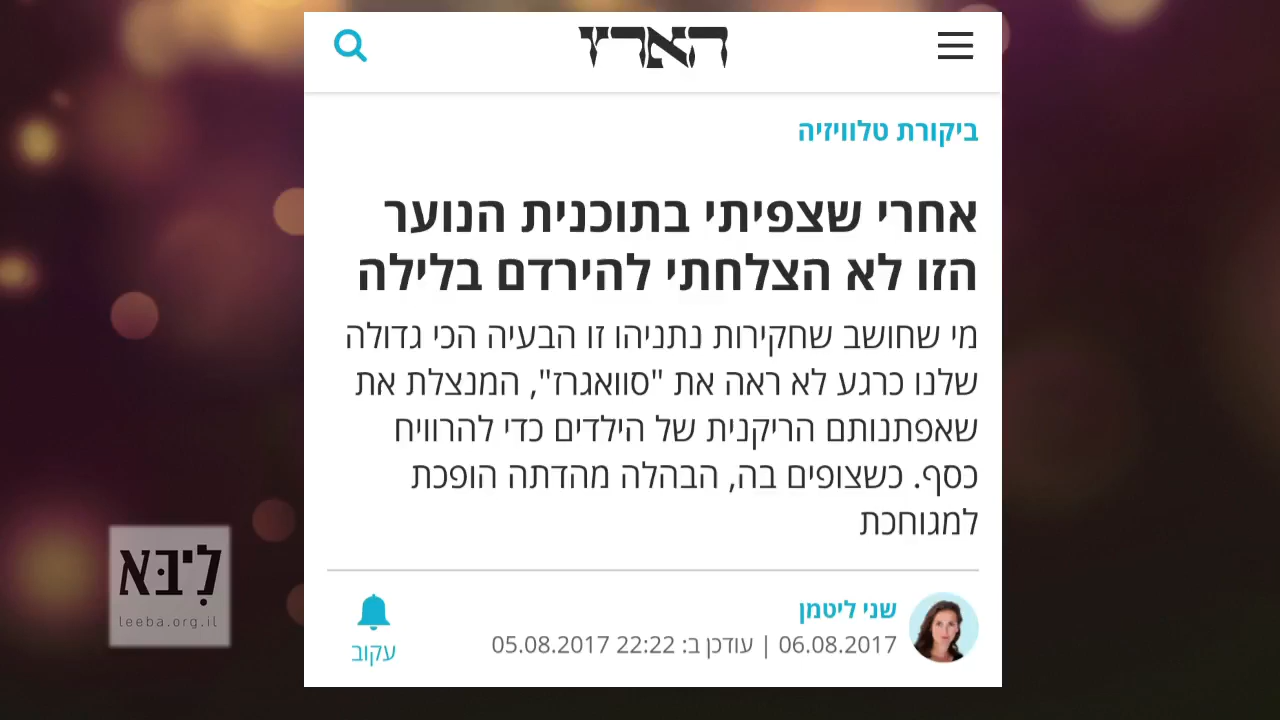 הארץ
ביקורת טלוויזיה
אחרי שצפיתי בתוכנית הנוער
הזו לא הצלחתי להירדם בלילה
מי שחושב שחקירות נתניהו זו הבעיה הכי גדולה
שלנו כרגע לא ראה את "סוואגרז", המנצלת את
שאפתנותם הריקנית של הילדים כדי להרוויח
כסף. כשצופים בה, הבהלה מהדתה הופכת
למגוחכת
שני ליטמן
06.08.2017 | עודכן ב: 22:22 05.08.2017
עקוב
לִיבּא
leeba.org.il